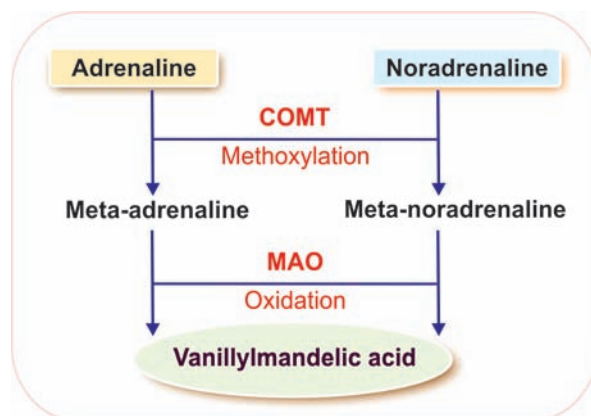 Adrenaline
Noradrenaline
COMT
Methoxylation
Meta-adrenaline
Meta-noradrenaline
MAO
Oxidation
Vanillylmandelic acid